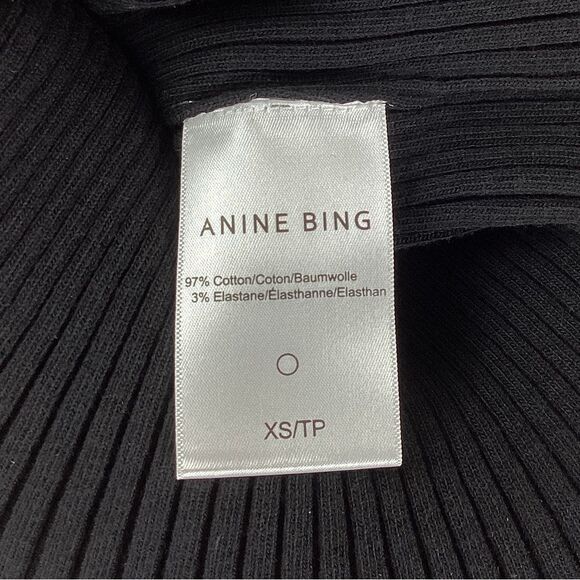 ANINE BING
97% Cotton/Coton/Baumwolle
3% Elastane/Élasthanne/Elasthan
XS/TP